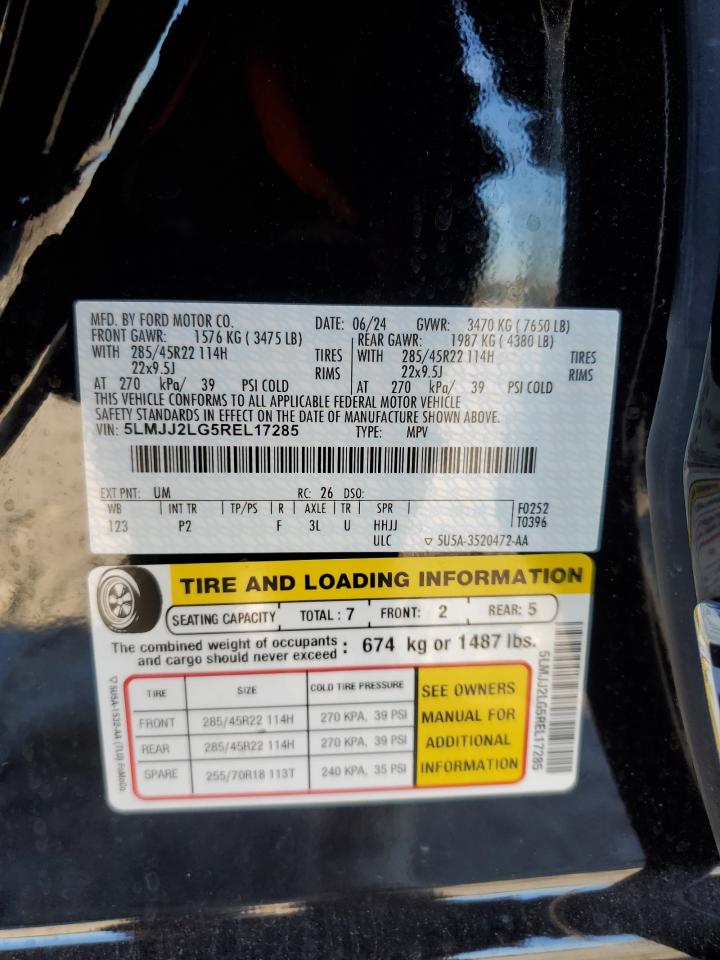 MFD. BY FORD MOTOR CO. DATE: 06/24 GVWR: 3470 KG ( 7650 LB)
FRONT GAWR: 1576 KG ( 3475 LB) REAR GAWR: 1987 KG ( 4380 LB)
WITH 285/45R22 114H TIRES WITH 285/45R22 114H TIRES
22x9.5J RIMS 22x9.5J RIMS
AT 270 kPa/ 39 PSI COLD AT 270 kPa/ 39 PSI COLD
THIS VEHICLE CONFORMS TO ALL APPLICABLE FEDERAL MOTOR VEHICLE
SAFETY STANDARDS IN EFFECT ON THE DATE OF MANUFACTURE SHOWN ABOVE.
VIN: 5LMJJ2LG5REL17285 TYPE: MPV
EXT PNT: UM RC: 26 DSO:
WB INT TR TP/PS R AXLE TR SPR F0252
123 P2 F 3L U HHJJ T0396
ULC ▽ 5U5A-3520472-AA
TIRE AND LOADING INFORMATION
SEATING CAPACITY TOTAL : 7 FRONT: 2 REAR: 5
The combined weight of occupants
and cargo should never exceed : 674 kg or 1487 lbs.
TIRE SIZE COLD TIRE PRESSURE
FRONT 285/45R22 114H 270 KPA, 39 PSI
REAR 285/45R22 114H 270 KPA, 39 PSI
SPARE 255/70R18 113T 240 KPA, 35 PSI
SEE OWNERS
MANUAL FOR
ADDITIONAL
INFORMATION
5LMJJ2LG5REL17285
▽ 5U5A-1532-AA (TLU) FoMoCo